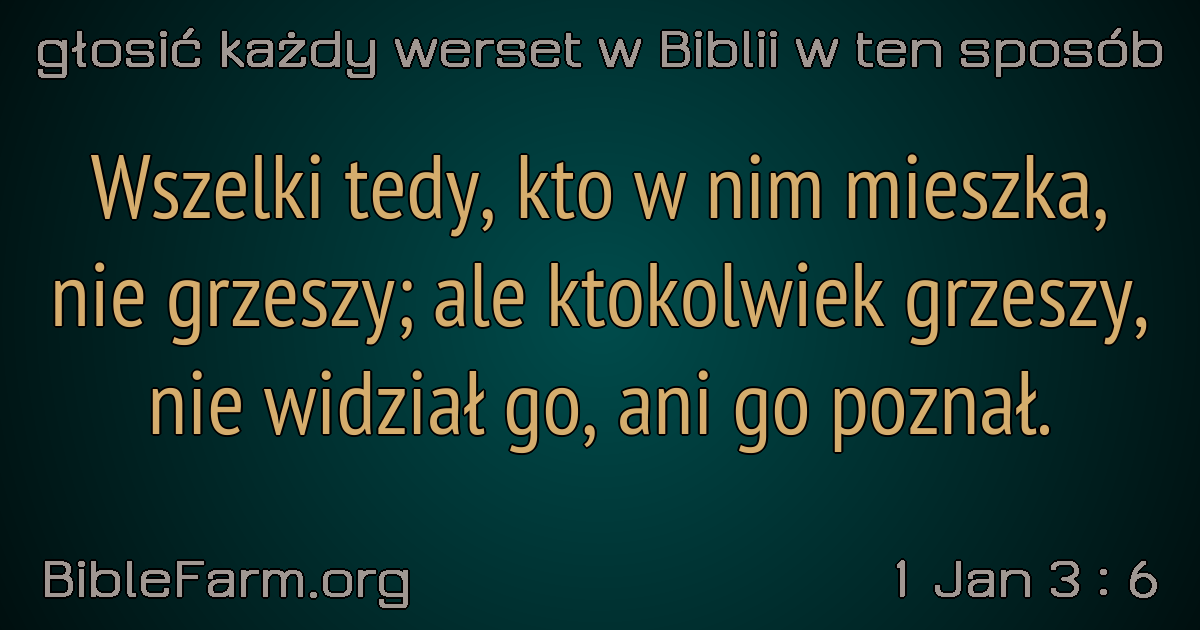 głosić każdy werset w Biblii w ten sposób
Wszelki tedy, kto w nim mieszka,
nie grzeszy; ale ktokolwiek grzeszy,
nie widział go, ani go poznał.
BibleFarm.org
1 Jan 3 : 6